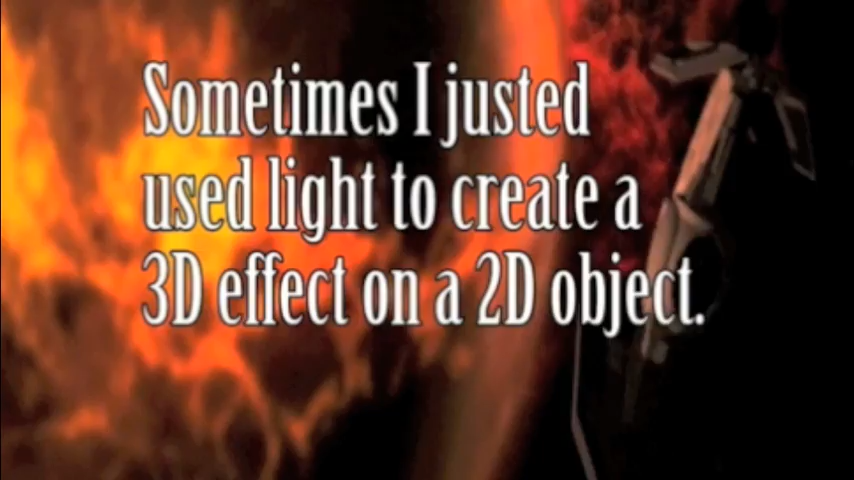 Sometimes I justed
used light to create a
3D effect on a 2D object.